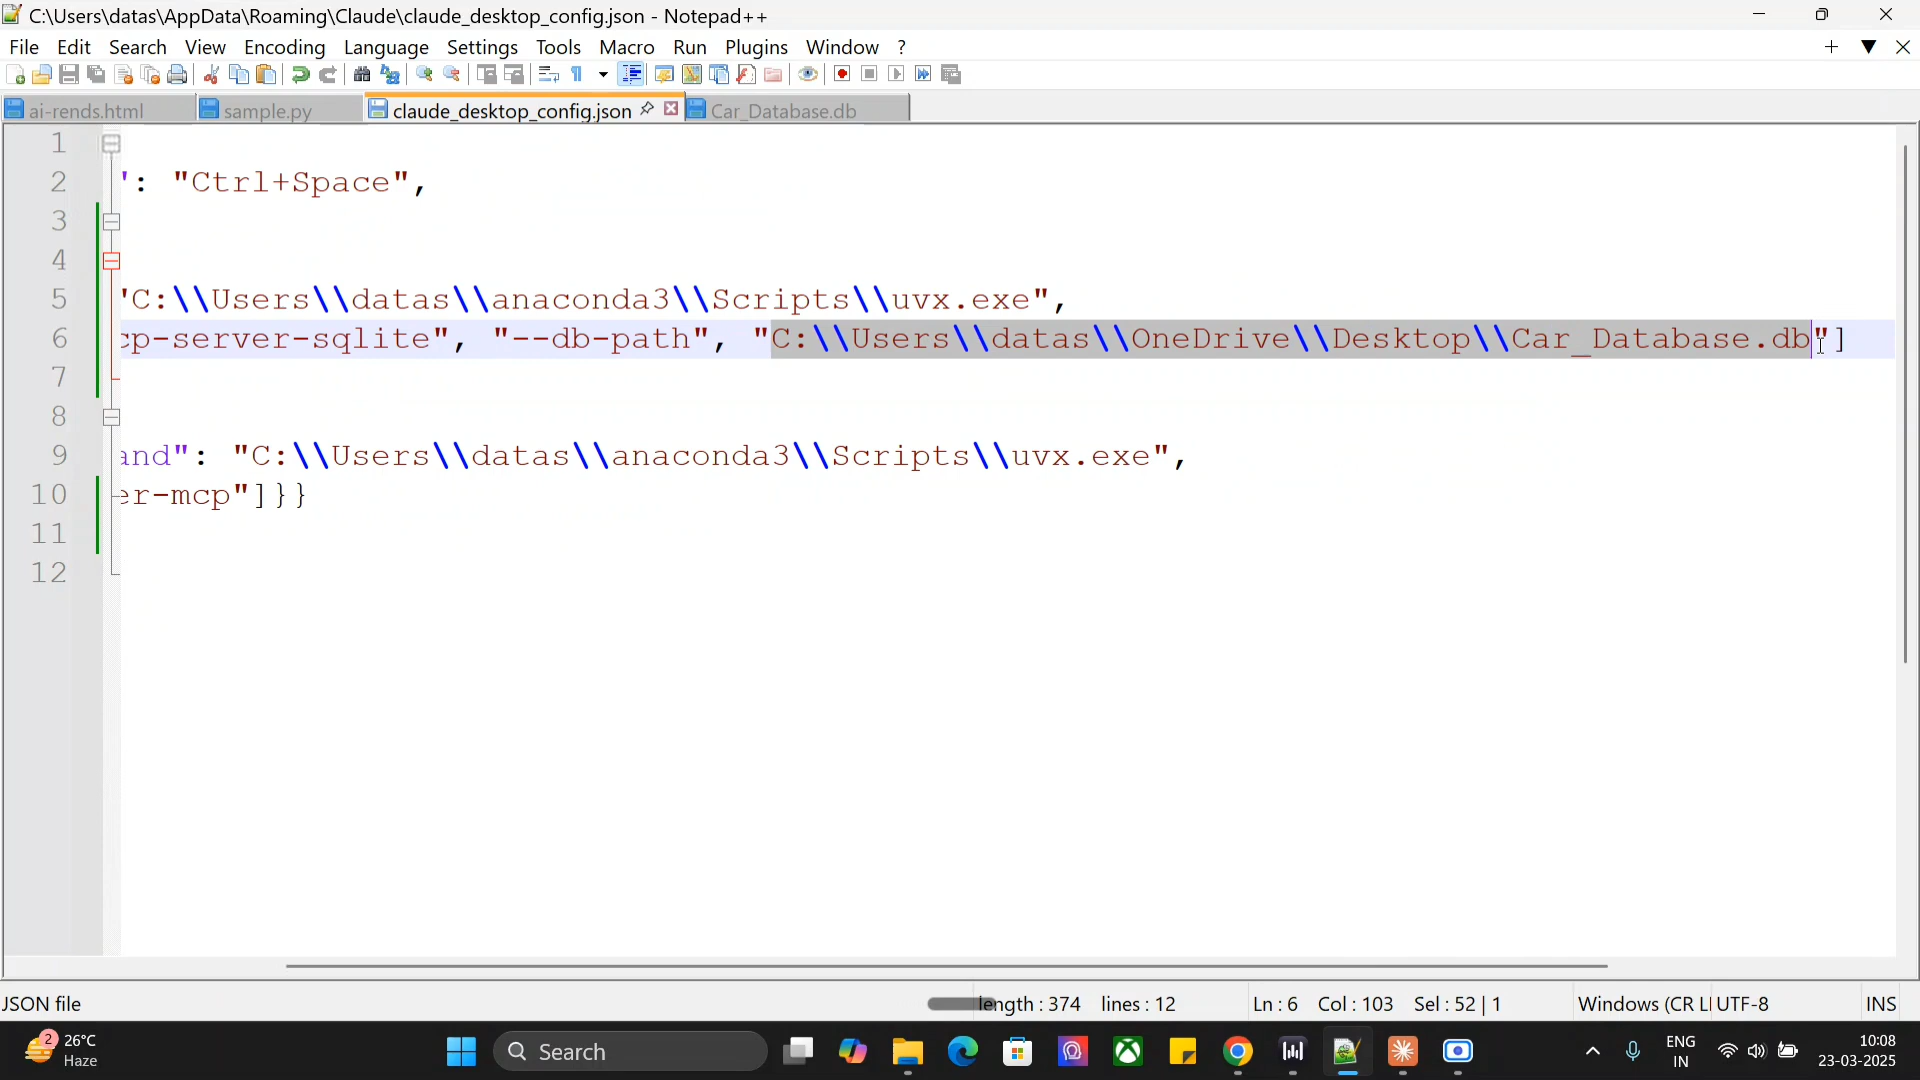 C:\Users\datas\AppData\Roaming\Claude\claude_desktop_config.json - Notepad++
File Edit Search View Encoding Language Settings Tools Macro Run Plugins Window ?
ai-rends.html sample.py claude_desktop_config.json Car_Database.db
1
2 ": "Ctrl+Space",
3
4
5 "C:\\Users\\datas\\anaconda3\\Scripts\\uvx.exe",
6 cp-server-sqlite", "--db-path", "C:\\Users\\datas\\OneDrive\\Desktop\\Car_Database.db"]
7
8
9 and": "C:\\Users\\datas\\anaconda3\\Scripts\\uvx.exe",
10 er-mcp"]}}
11
12
JSON file length : 374 lines : 12 Ln : 6 Col : 103 Sel : 52 | 1 Windows (CR LI UTF-8 INS
2 26°C
Haze
Search
ENG
IN
10:08
23-03-2025